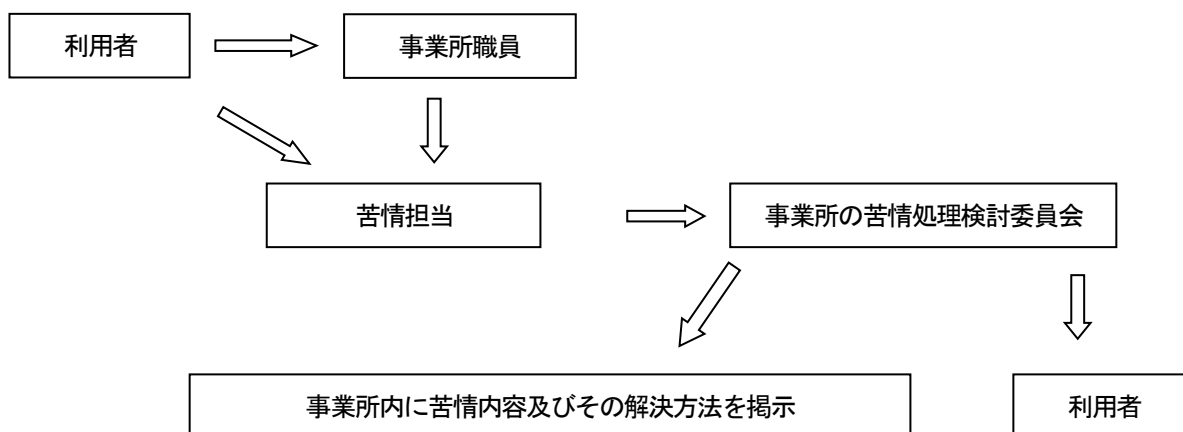 利用者
事業所職員
苦情担当
事業所の苦情処理検討委員会
事業所内に苦情内容及びその解決方法を掲示
利用者